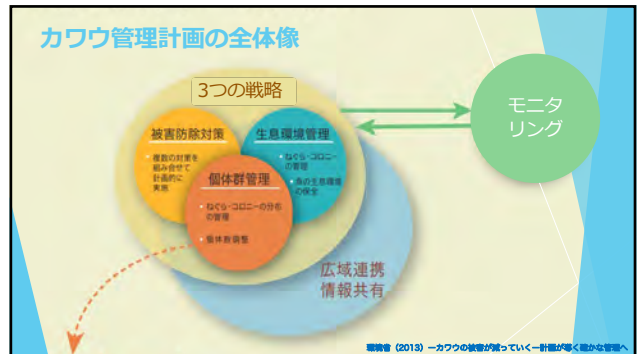 カワウ管理計画の全体像
3つの戦略
被害防除対策
・複数の対策を
組み合せて
計画的に
実施
生息環境管理
・ねぐら・コロニー
の管理
・魚の生息環境
の保全
個体群管理
・ねぐら・コロニーの分布
の管理
・個体数調整
モニタ
リング
広域連携
情報共有
環境省（2013）ーカワウの被害が減っていくー計画が導く確かな管理へ